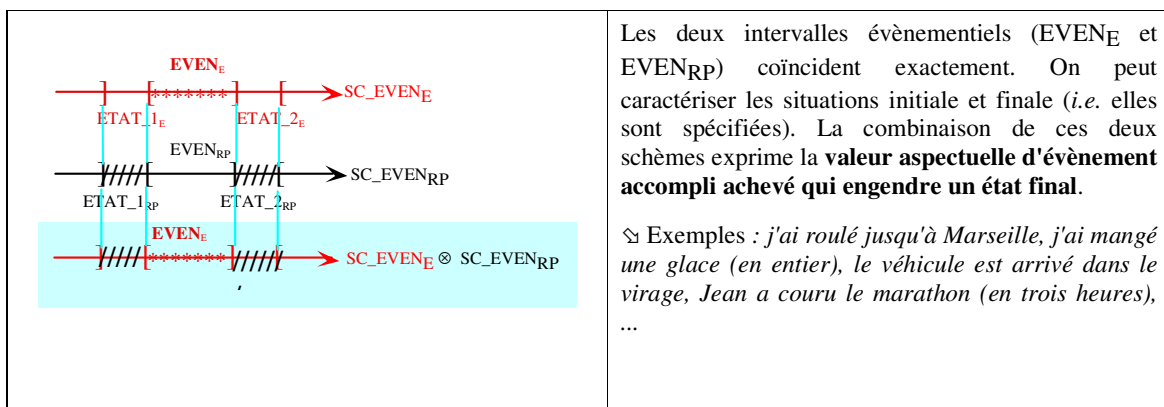 EVEN_E
] [******* ] [ SC_EVEN_E
ETAT_1_E ETAT_2_E
EVEN_RP
[/////[ [/////[ SC_EVEN_RP
ETAT_1_RP ETAT_2_RP
EVEN_E
[/////[******* [//////[ SC_EVEN_E ⊗ SC_EVEN_RP
Les deux intervalles évènementiels (EVEN_E et
EVEN_RP) coïncident exactement. On peut
caractériser les situations initiale et finale (i.e. elles
sont spécifiées). La combinaison de ces deux
schèmes exprime la valeur aspectuelle d'évènement
accompli achevé qui engendre un état final.
⇘ Exemples : j'ai roulé jusqu'à Marseille, j'ai mangé
une glace (en entier), le véhicule est arrivé dans le
virage, Jean a couru le marathon (en trois heures),
...